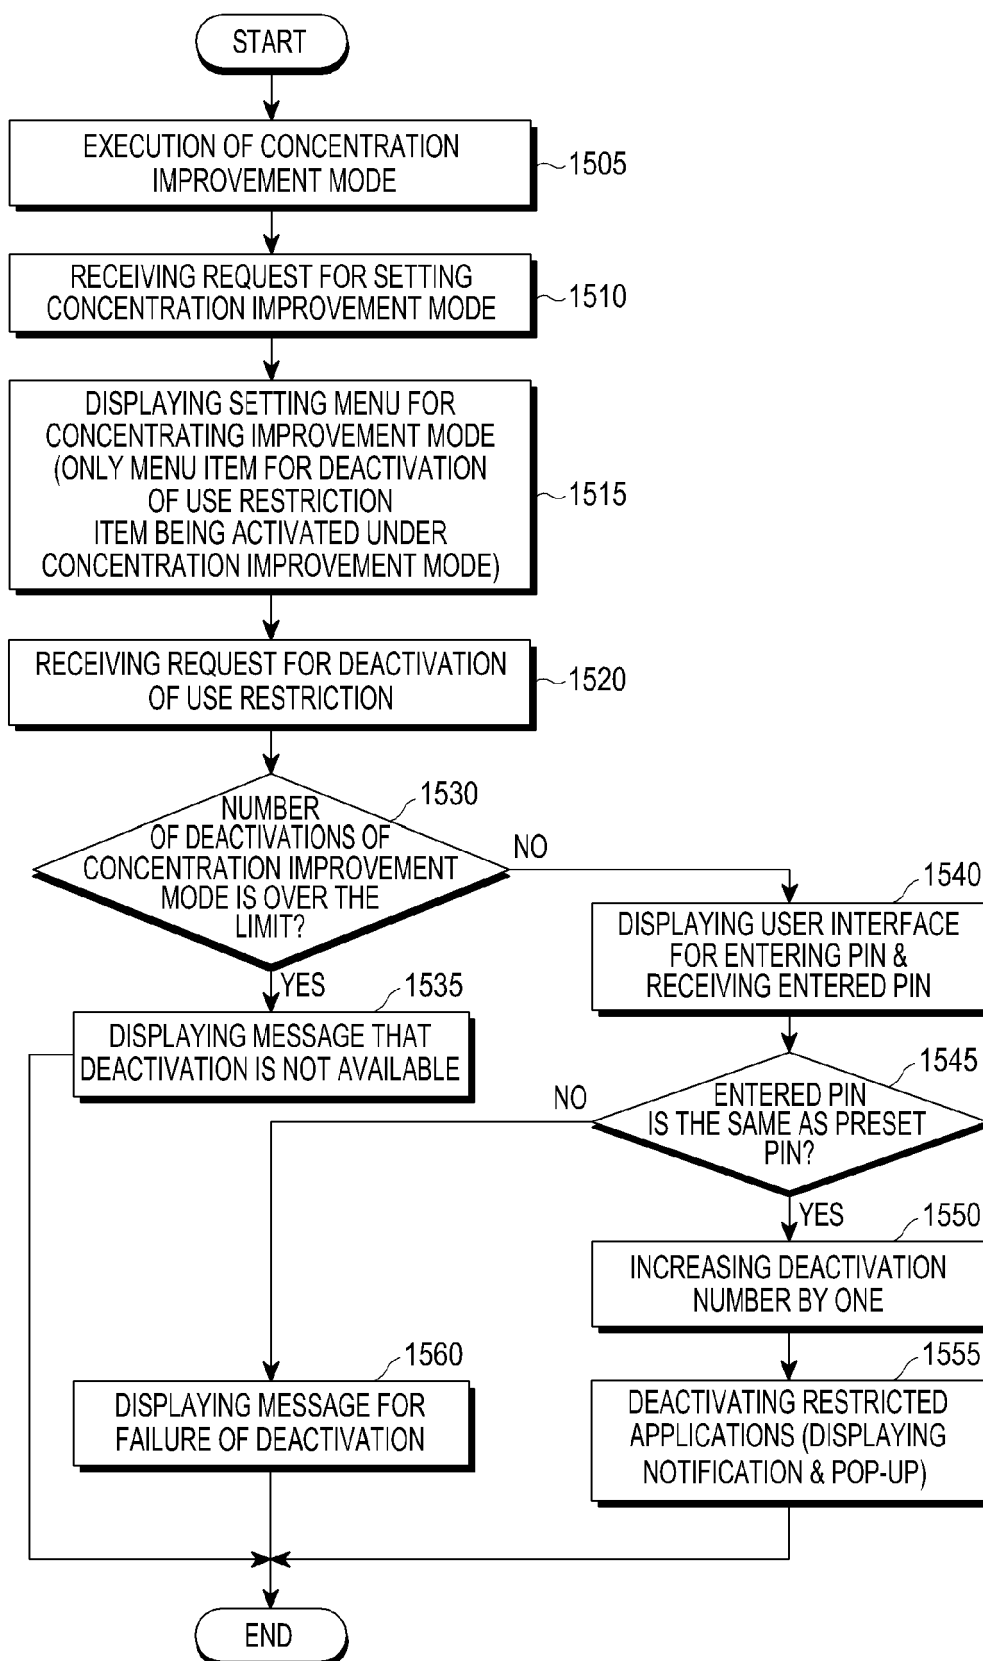 START
EXECUTION OF CONCENTRATION
IMPROVEMENT MODE
1505
RECEIVING REQUEST FOR SETTING
CONCENTRATION IMPROVEMENT MODE
1510
DISPLAYING SETTING MENU FOR
CONCENTRATING IMPROVEMENT MODE
(ONLY MENU ITEM FOR DEACTIVATION
OF USE RESTRICTION
ITEM BEING ACTIVATED UNDER
CONCENTRATION IMPROVEMENT MODE)
1515
RECEIVING REQUEST FOR DEACTIVATION
OF USE RESTRICTION
1520
1530
NUMBER
OF DEACTIVATIONS OF
CONCENTRATION IMPROVEMENT
MODE IS OVER THE
LIMIT?
NO
YES
1535
DISPLAYING MESSAGE THAT
DEACTIVATION IS NOT AVAILABLE
1540
DISPLAYING USER INTERFACE
FOR ENTERING PIN &
RECEIVING ENTERED PIN
1545
ENTERED PIN
IS THE SAME AS PRESET
PIN?
NO
YES
1550
INCREASING DEACTIVATION
NUMBER BY ONE
1560
DISPLAYING MESSAGE FOR
FAILURE OF DEACTIVATION
1555
DEACTIVATING RESTRICTED
APPLICATIONS (DISPLAYING
NOTIFICATION & POP-UP)
END